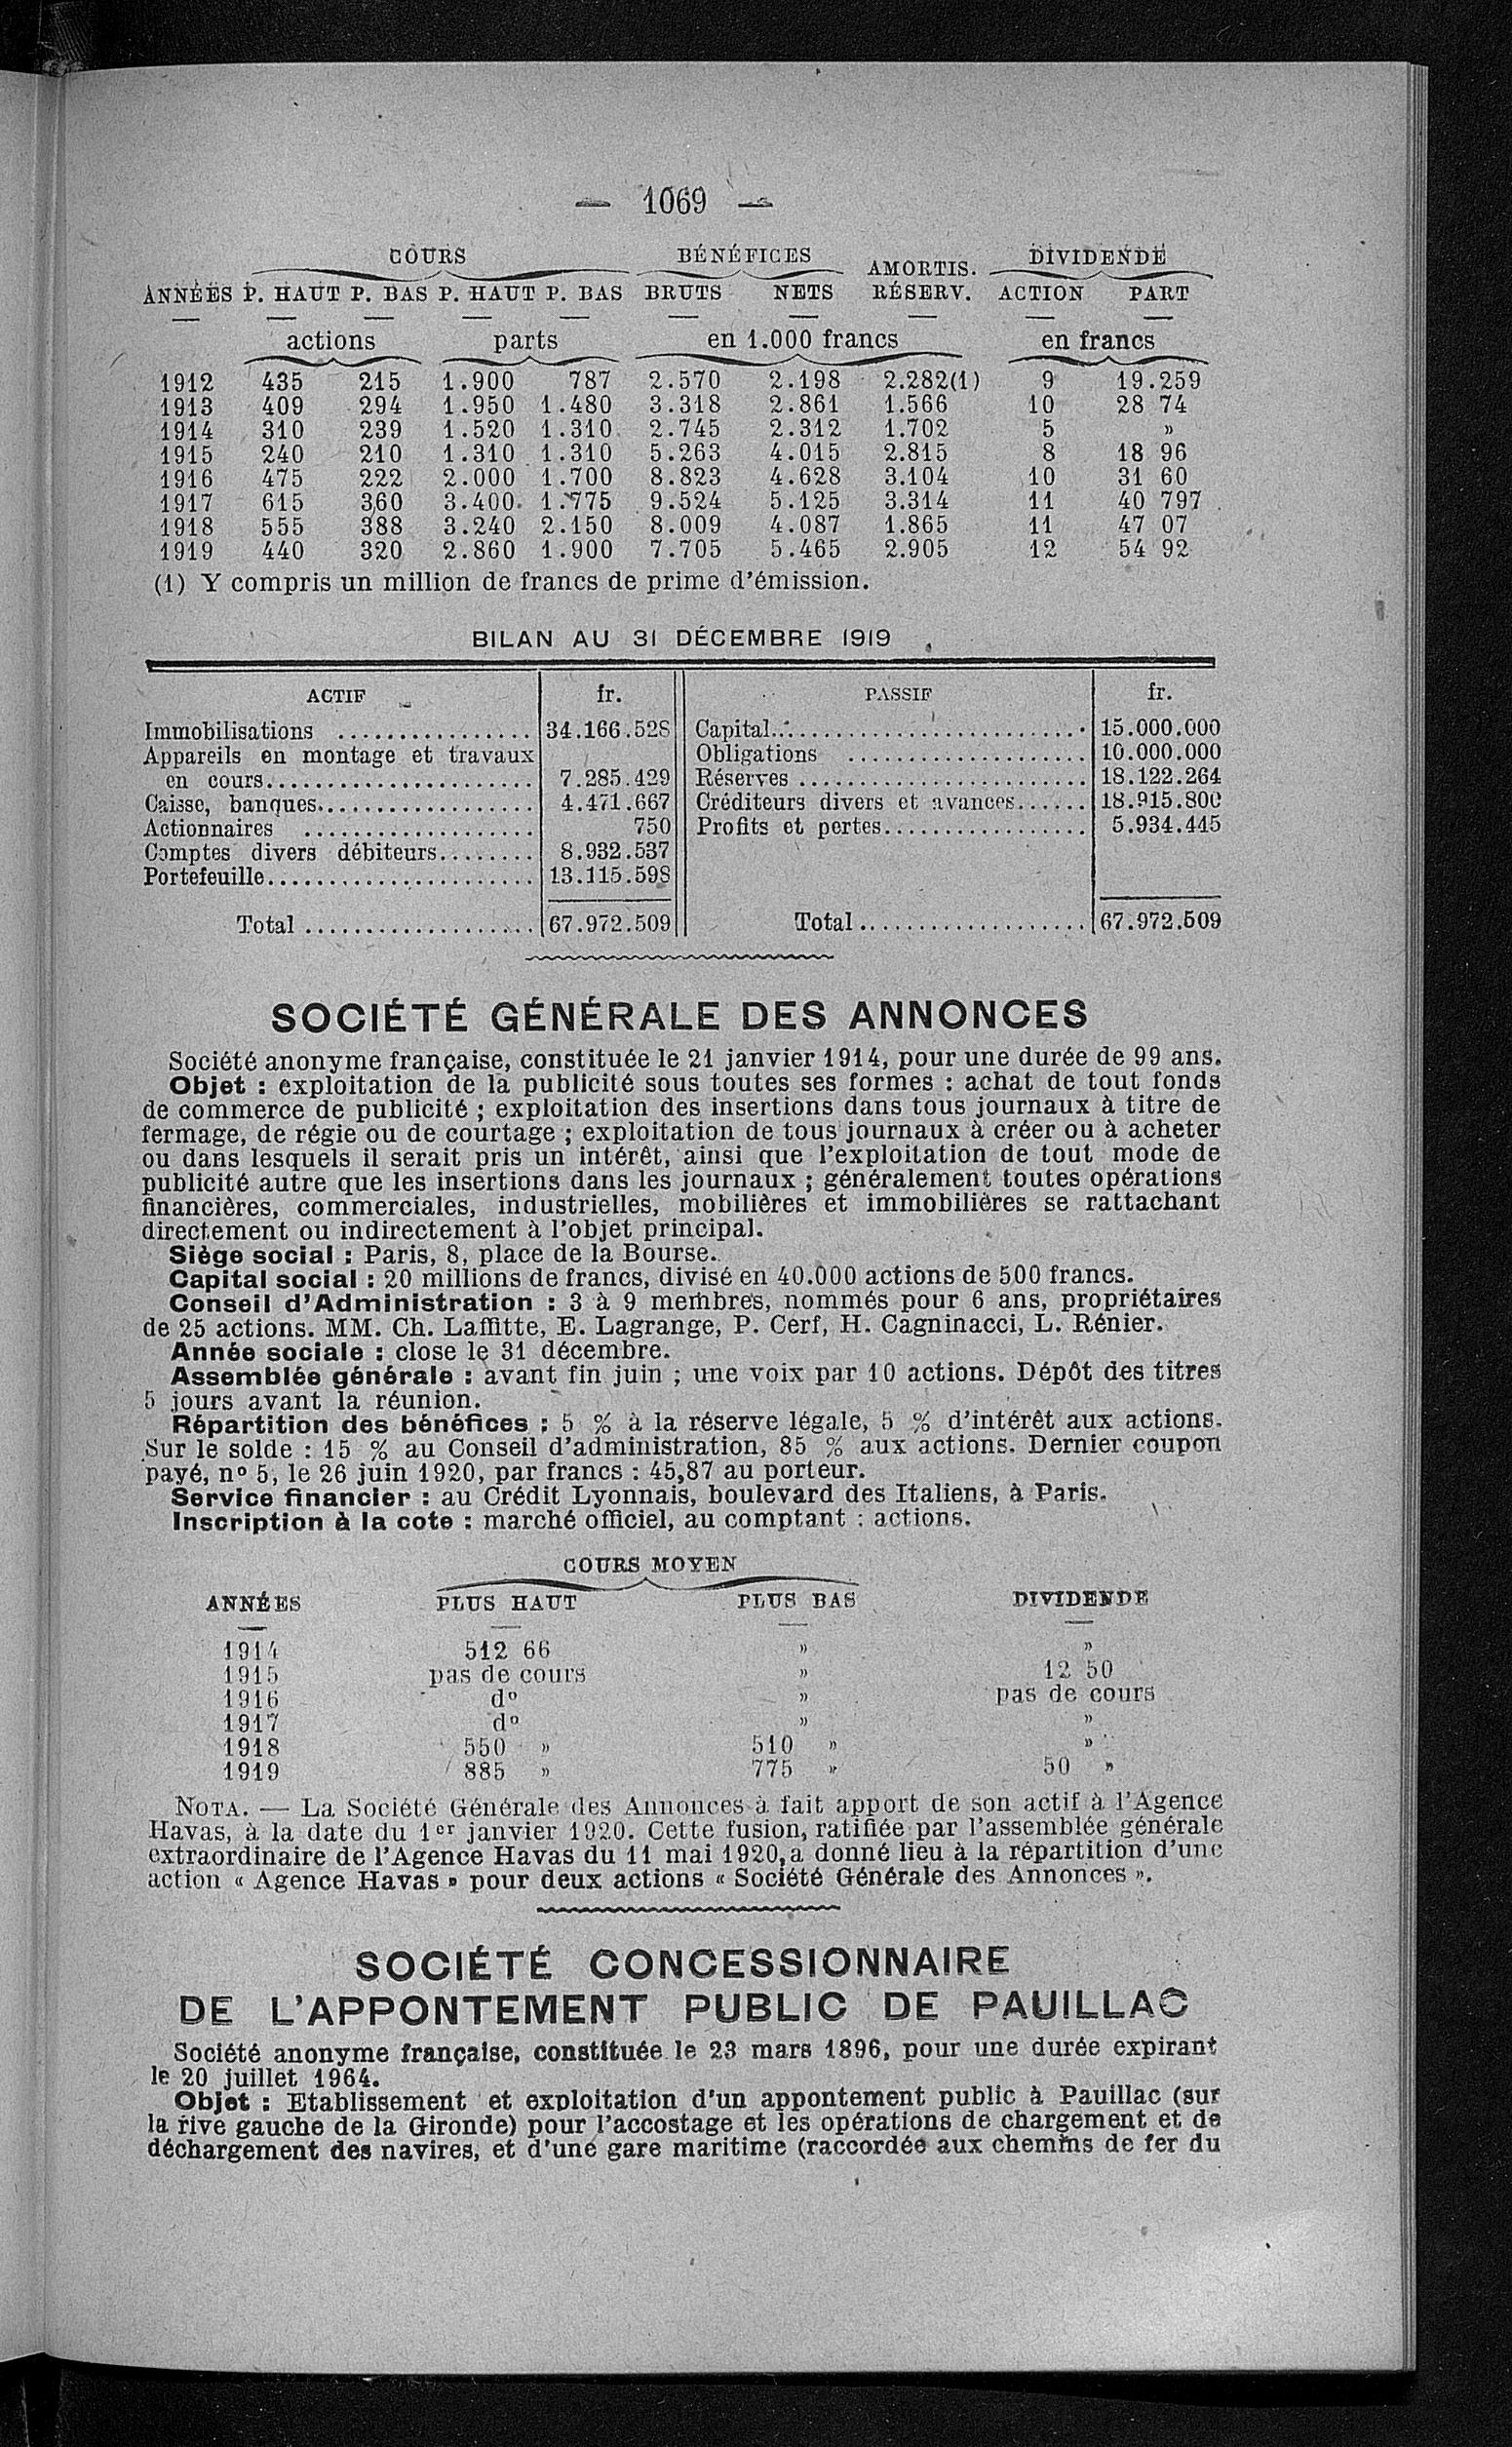 — 1069 —
COURS BÉNÉFICES AMORTIS. DIVIDENDE
ANNÉES P. HAUT P. BAS P. HAUT P. BAS BRUTS NETS RÉSERV. ACTION PART
actions parts en 1.000 francs en francs
1912 435 215 1.900 787 2.570 2.198 2.282(1) 9 19.259
1913 409 294 1.950 1.480 3.318 2.861 1.566 10 28 74
1914 310 239 1.520 1.310 2.745 2.312 1.702 5 »
1915 240 210 1.310 1.310 5.263 4.015 2.815 8 18 96
1916 475 222 2.000 1.700 8.823 4.628 3.104 10 31 60
1917 615 360 3.400 1.775 9.524 5.125 3.314 11 40 797
1918 555 388 3.240 2.150 8.009 4.087 1.865 11 47 07
1919 440 320 2.860 1.900 7.705 5.465 2.905 12 54 92
(1) Y compris un million de francs de prime d'émission.
BILAN AU 31 DÉCEMBRE 1919
ACTIF fr. PASSIF fr.
Immobilisations ................ 34.166.528 Capital.......................... 15.000.000
Appareils en montage et travaux Obligations .................... 10.000.000
en cours...................... 7.285.429 Réserves ........................ 18.122.264
Caisse, banques.................. 4.471.667 Créditeurs divers et avances...... 18.915.800
Actionnaires ................... 750 Profits et pertes................. 5.934.445
Comptes divers débiteurs........ 8.932.537
Portefeuille...................... 13.115.598
Total ................... 67.972.509 Total ................... 67.972.509
SOCIÉTÉ GÉNÉRALE DES ANNONCES
Société anonyme française, constituée le 21 janvier 1914, pour une durée de 99 ans.
Objet : exploitation de la publicité sous toutes ses formes : achat de tout fonds
de commerce de publicité ; exploitation des insertions dans tous journaux à titre de
fermage, de régie ou de courtage ; exploitation de tous journaux à créer ou à acheter
ou dans lesquels il serait pris un intérêt, ainsi que l'exploitation de tout mode de
publicité autre que les insertions dans les journaux ; généralement toutes opérations
financières, commerciales, industrielles, mobilières et immobilières se rattachant
directement ou indirectement à l'objet principal.
Siège social : Paris, 8, place de la Bourse.
Capital social : 20 millions de francs, divisé en 40.000 actions de 500 francs.
Conseil d'Administration : 3 à 9 membres, nommés pour 6 ans, propriétaires
de 25 actions. MM. Ch. Laffitte, E. Lagrange, P. Cerf, H. Cagninacci, L. Rénier.
Année sociale : close le 31 décembre.
Assemblée générale : avant fin juin ; une voix par 10 actions. Dépôt des titres
5 jours avant la réunion.
Répartition des bénéfices : 5 % à la réserve légale, 5 % d'intérêt aux actions.
Sur le solde : 15 % au Conseil d'administration, 85 % aux actions. Dernier coupon
payé, nº 5, le 26 juin 1920, par francs : 45,87 au porteur.
Service financier : au Crédit Lyonnais, boulevard des Italiens, à Paris.
Inscription à la cote : marché officiel, au comptant : actions.
COURS MOYEN
ANNÉES PLUS HAUT PLUS BAS DIVIDENDE
1914 512 66 » »
1915 pas de cours » 12 50
1916 dº » pas de cours
1917 dº » »
1918 550 » 510 » »
1919 885 » 775 » 50 »
NOTA. — La Société Générale des Annonces à fait apport de son actif à l'Agence
Havas, à la date du 1er janvier 1920. Cette fusion, ratifiée par l'assemblée générale
extraordinaire de l'Agence Havas du 11 mai 1920, a donné lieu à la répartition d'une
action « Agence Havas » pour deux actions « Société Générale des Annonces ».
SOCIÉTÉ CONCESSIONNAIRE
DE L'APPONTEMENT PUBLIC DE PAUILLAC
Société anonyme française, constituée le 23 mars 1896, pour une durée expirant
le 20 juillet 1964.
Objet : Etablissement et exploitation d'un appontement public à Pauillac (sur
la rive gauche de la Gironde) pour l'accostage et les opérations de chargement et de
déchargement des navires, et d'une gare maritime (raccordée aux chemins de fer du